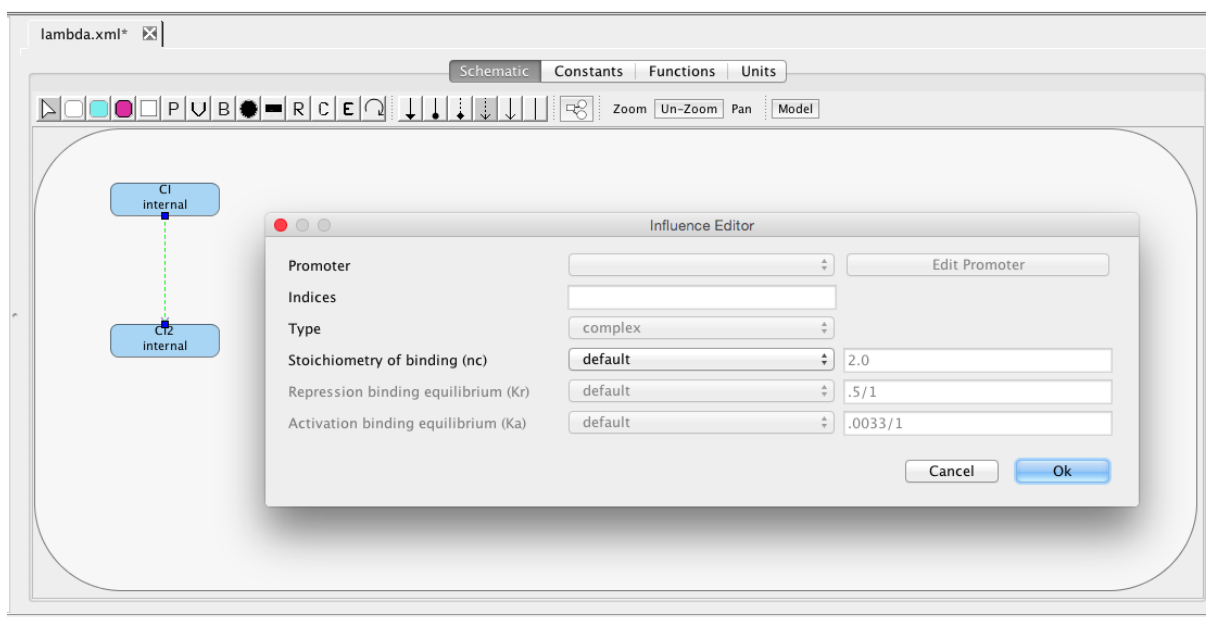 lambda.xml*
Schematic Constants Functions Units
P V B R C E Zoom Un-Zoom Pan Model
CI
internal
CI2
internal
Influence Editor
Promoter Edit Promoter
Indices
Type complex
Stoichiometry of binding (nc) default 2.0
Repression binding equilibrium (Kr) default .5/1
Activation binding equilibrium (Ka) default .0033/1
Cancel Ok